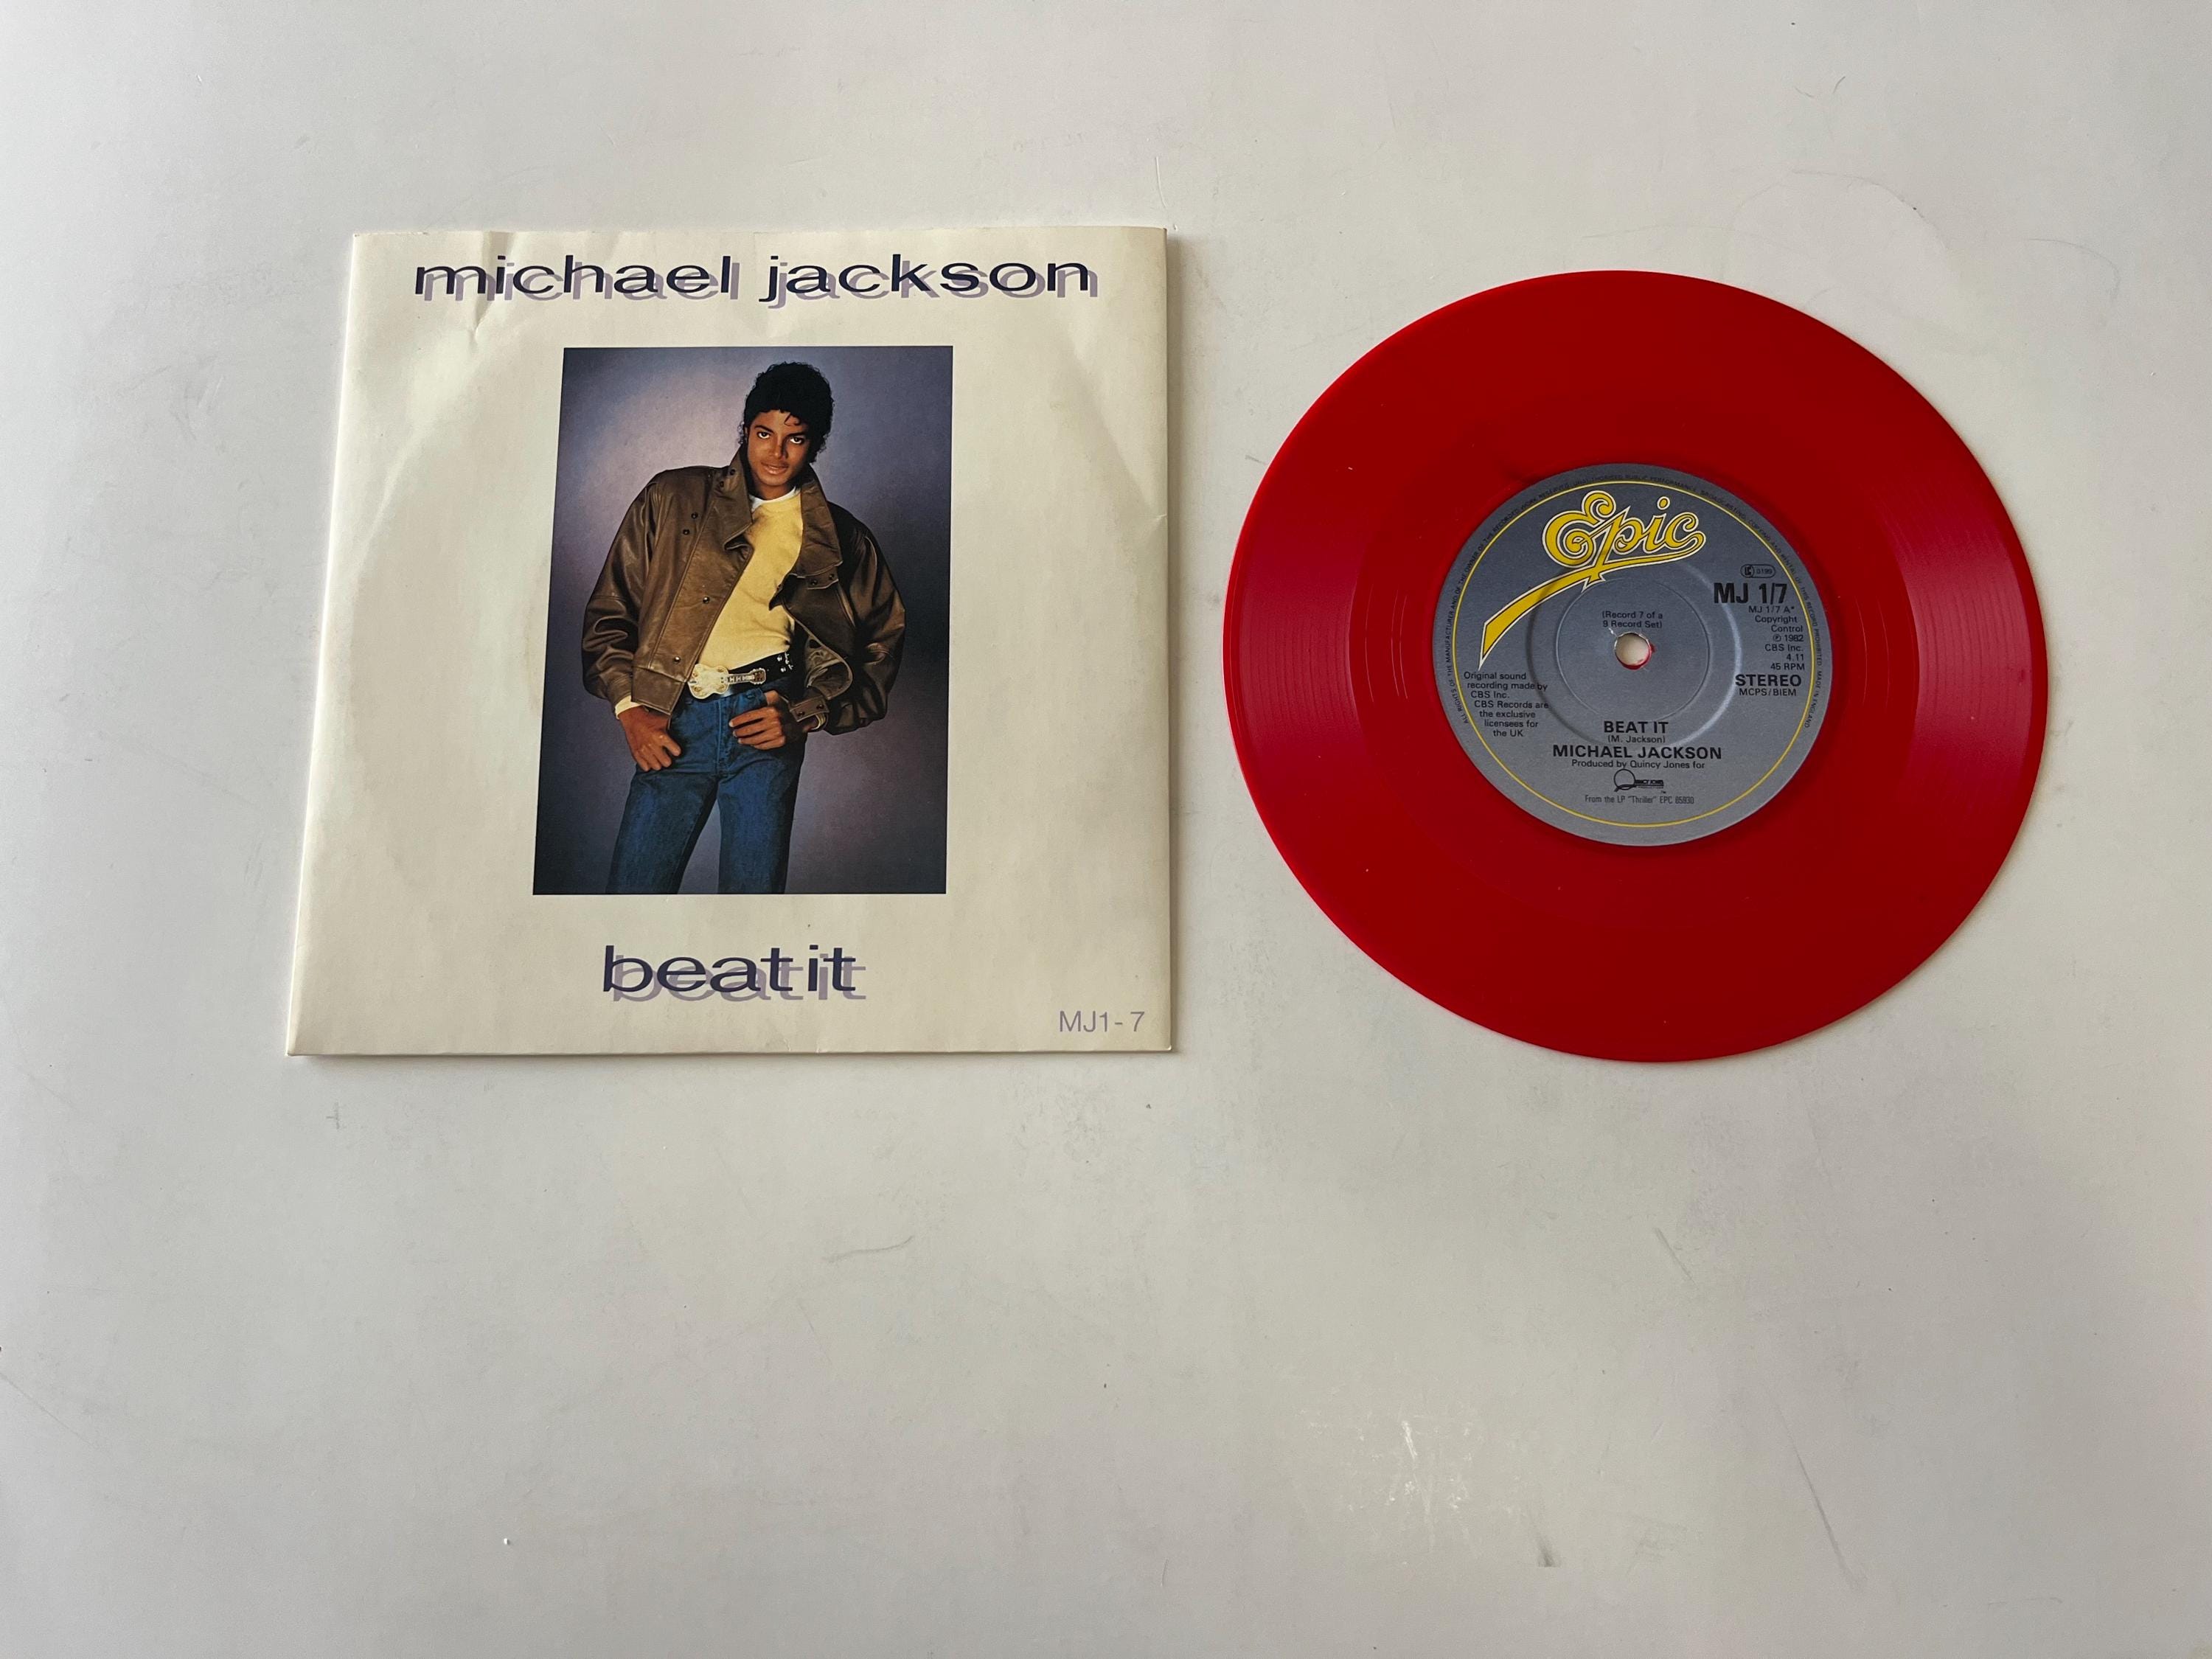 michael jackson
beat it
MJ1-7
Epic
MJ 1/7
MJ 1/7 A*
Copyright
Control
℗ 1982
CBS Inc.
4.11
45 RPM
STEREO
MCPS/BIEM
(Record 7 of a
9 Record Set)
Original sound
recording made by
CBS Inc.
CBS Records are
the exclusive
licensees for
the UK
BEAT IT
(M. Jackson)
MICHAEL JACKSON
Produced by Quincy Jones for
From the LP "Thriller" EPC 85930